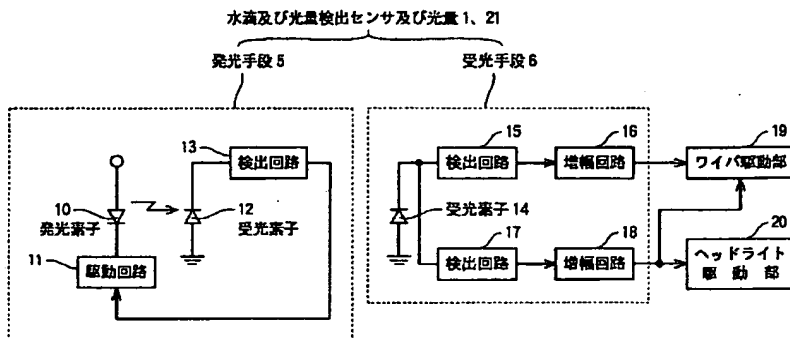 水滴及び光量検出センサ及び光量1、21
発光手段5
受光手段6
13
検出回路
10
発光素子
12
受光素子
11
駆動回路
15
検出回路
16
増幅回路
19
ワイパ駆動部
受光素子14
17
検出回路
18
増幅回路
20
ヘッドライト
駆動部